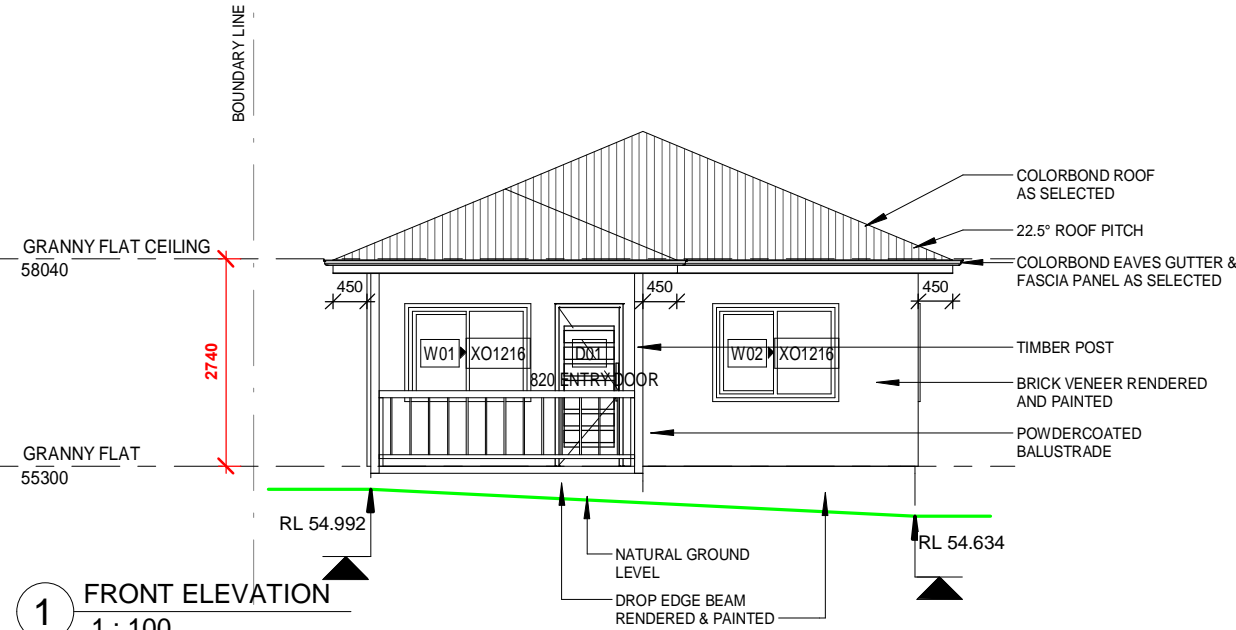 BOUNDARY LINE
COLORBOND ROOF
AS SELECTED
22.5° ROOF PITCH
GRANNY FLAT CEILING
58040
COLORBOND EAVES GUTTER &
FASCIA PANEL AS SELECTED
450
450
450
2740
W01 XO1216
D01
W02 XO1216
TIMBER POST
820 ENTRY DOOR
BRICK VENEER RENDERED
AND PAINTED
POWDERCOATED
BALUSTRADE
GRANNY FLAT
55300
RL 54.992
RL 54.634
NATURAL GROUND
LEVEL
DROP EDGE BEAM
RENDERED & PAINTED
1
FRONT ELEVATION
1 : 100